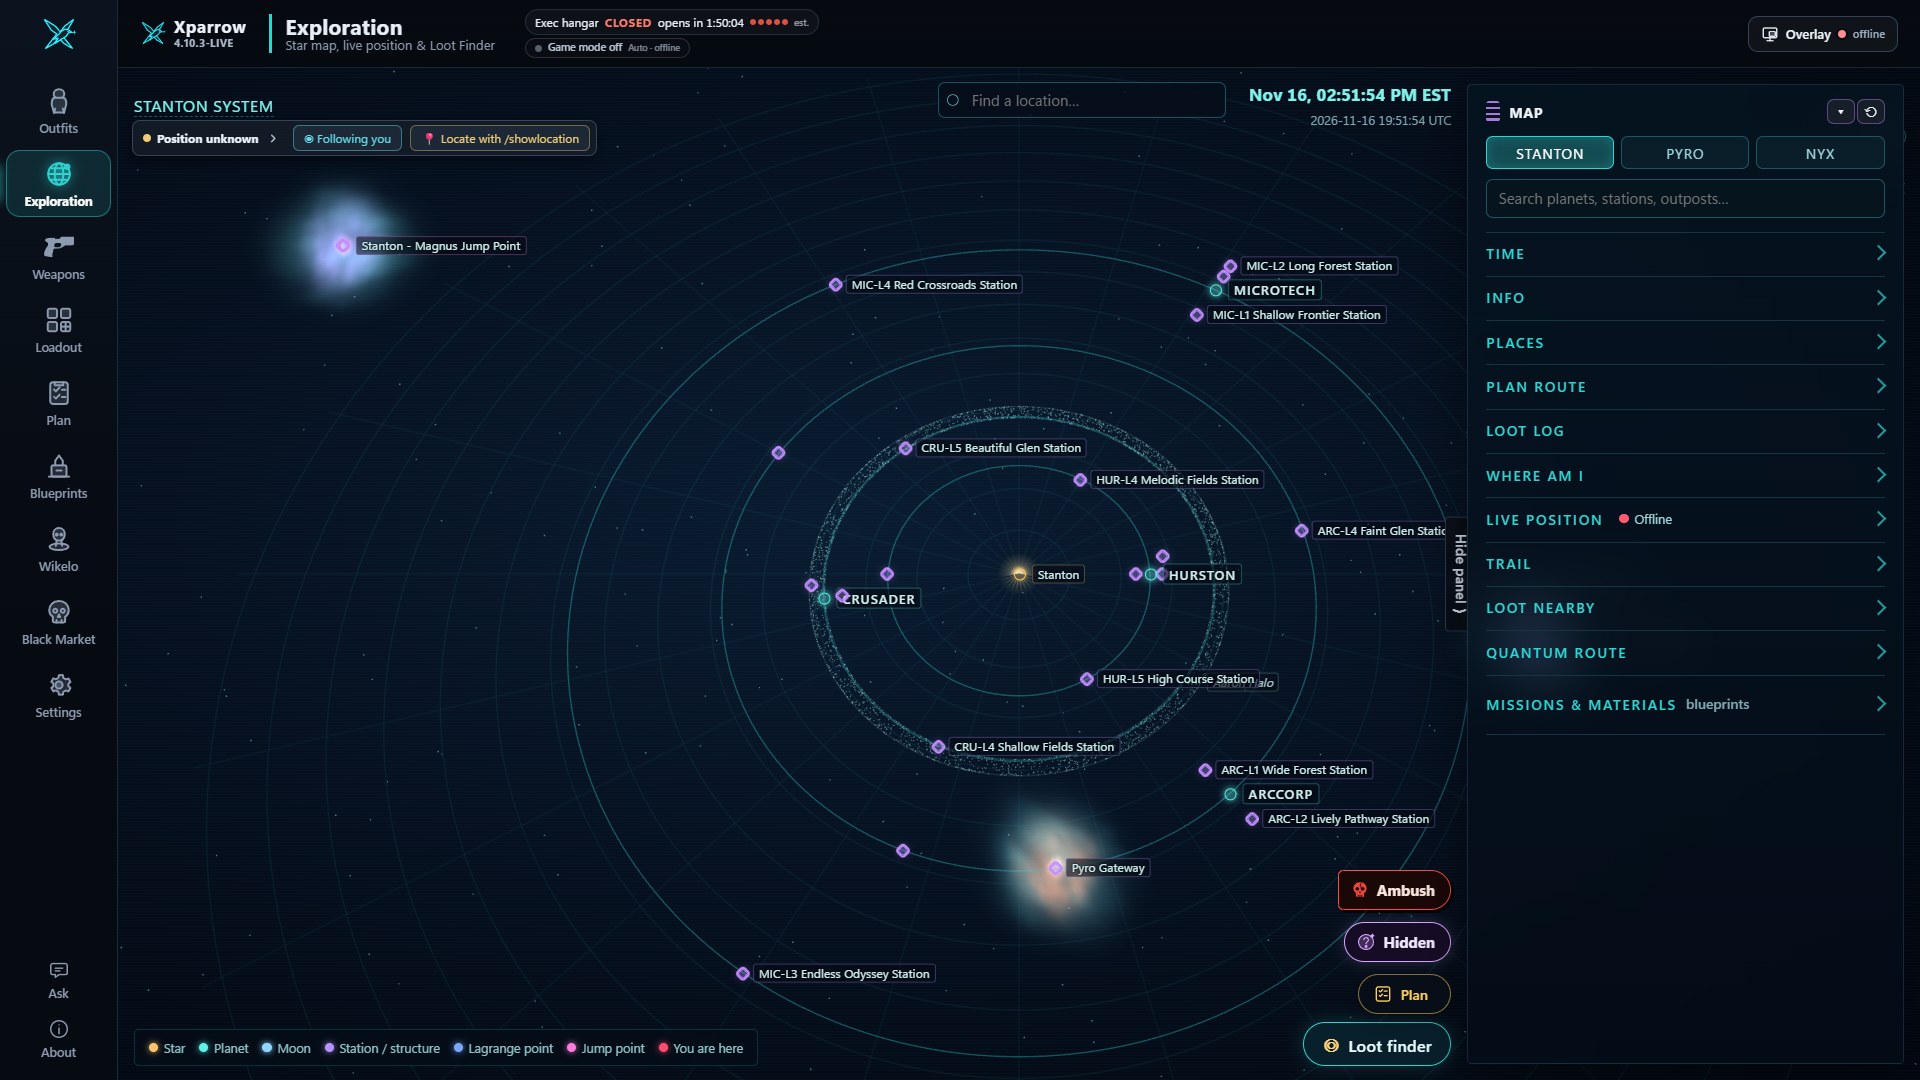 Xparrow
4.10.3-LIVE
Exploration
Star map, live position & Loot Finder
Exec hangar CLOSED opens in 1:50:04 est.
Game mode off Auto - offline
Overlay offline
Outfits
Exploration
Weapons
Loadout
Plan
Blueprints
Wikelo
Black Market
Settings
Ask
About
STANTON SYSTEM
Position unknown
Following you
Locate with /showlocation
Find a location...
Nov 16, 02:51:54 PM EST
2026-11-16 19:51:54 UTC
Stanton - Magnus Jump Point
MIC-L4 Red Crossroads Station
MIC-L2 Long Forest Station
MICROTECH
MIC-L1 Shallow Frontier Station
CRU-L5 Beautiful Glen Station
HUR-L4 Melodic Fields Station
ARC-L4 Faint Glen Static
Stanton
HURSTON
CRUSADER
HUR-L5 High Course Station
Halo
CRU-L4 Shallow Fields Station
ARC-L1 Wide Forest Station
ARCCORP
ARC-L2 Lively Pathway Station
Pyro Gateway
MIC-L3 Endless Odyssey Station
Hide panel
Ambush
Hidden
Plan
Loot finder
Star
Planet
Moon
Station / structure
Lagrange point
Jump point
You are here
MAP
STANTON
PYRO
NYX
Search planets, stations, outposts...
TIME
INFO
PLACES
PLAN ROUTE
LOOT LOG
WHERE AM I
LIVE POSITION Offline
TRAIL
LOOT NEARBY
QUANTUM ROUTE
MISSIONS & MATERIALS blueprints